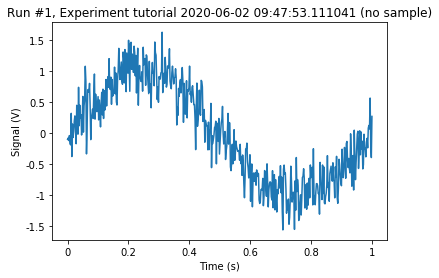 Run #1, Experiment tutorial 2020-06-02 09:47:53.111041 (no sample)
1.5
1
0.5
0
-0.5
-1
-1.5
Signal (V)
0 0.2 0.4 0.6 0.8 1
Time (s)